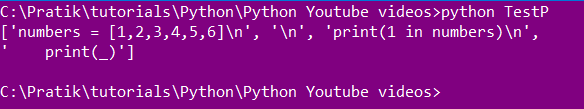 C:\Pratik\tutorials\Python\Python Youtube videos>python TestP
['numbers = [1,2,3,4,5,6]\n', '\n', 'print(1 in numbers)\n',
'    print(_)']
C:\Pratik\tutorials\Python\Python Youtube videos>